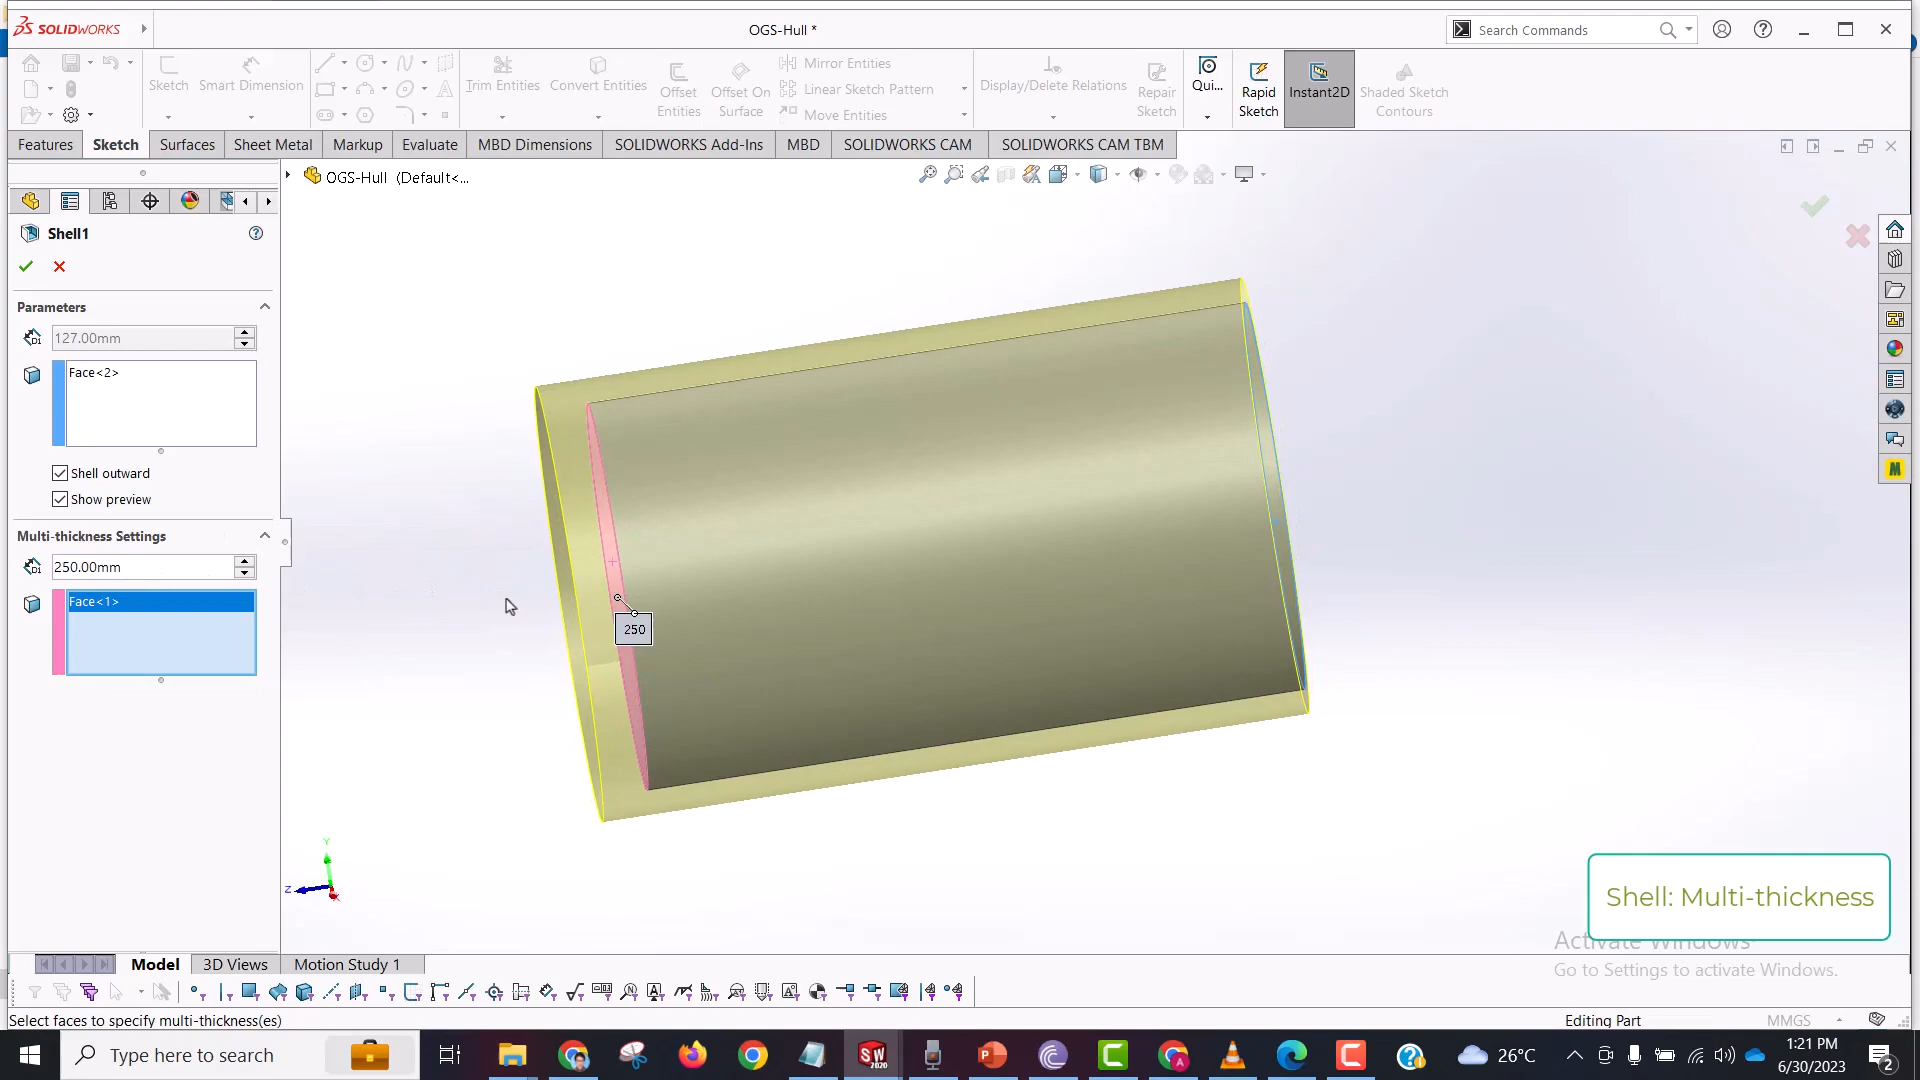 SOLIDWORKS
OGS-Hull *
Search Commands
Sketch
Smart Dimension
Trim Entities
Convert Entities
Offset Entities
Offset On Surface
Mirror Entities
Linear Sketch Pattern
Move Entities
Display/Delete Relations
Repair Sketch
Qui...
Rapid Sketch
Instant2D
Shaded Sketch Contours
Features
Sketch
Surfaces
Sheet Metal
Markup
Evaluate
MBD Dimensions
SOLIDWORKS Add-Ins
MBD
SOLIDWORKS CAM
SOLIDWORKS CAM TBM
OGS-Hull (Default<...
Shell1
Parameters
127.00mm
Face<2>
Shell outward
Show preview
Multi-thickness Settings
250.00mm
Face<1>
250
Y
Z
Shell: Multi-thickness
Activate Windows
Go to Settings to activate Windows.
Model
3D Views
Motion Study 1
Select faces to specify multi-thickness(es)
Editing Part
MMGS
Type here to search
SW
2020
26°C
1:21 PM
6/30/2023
2